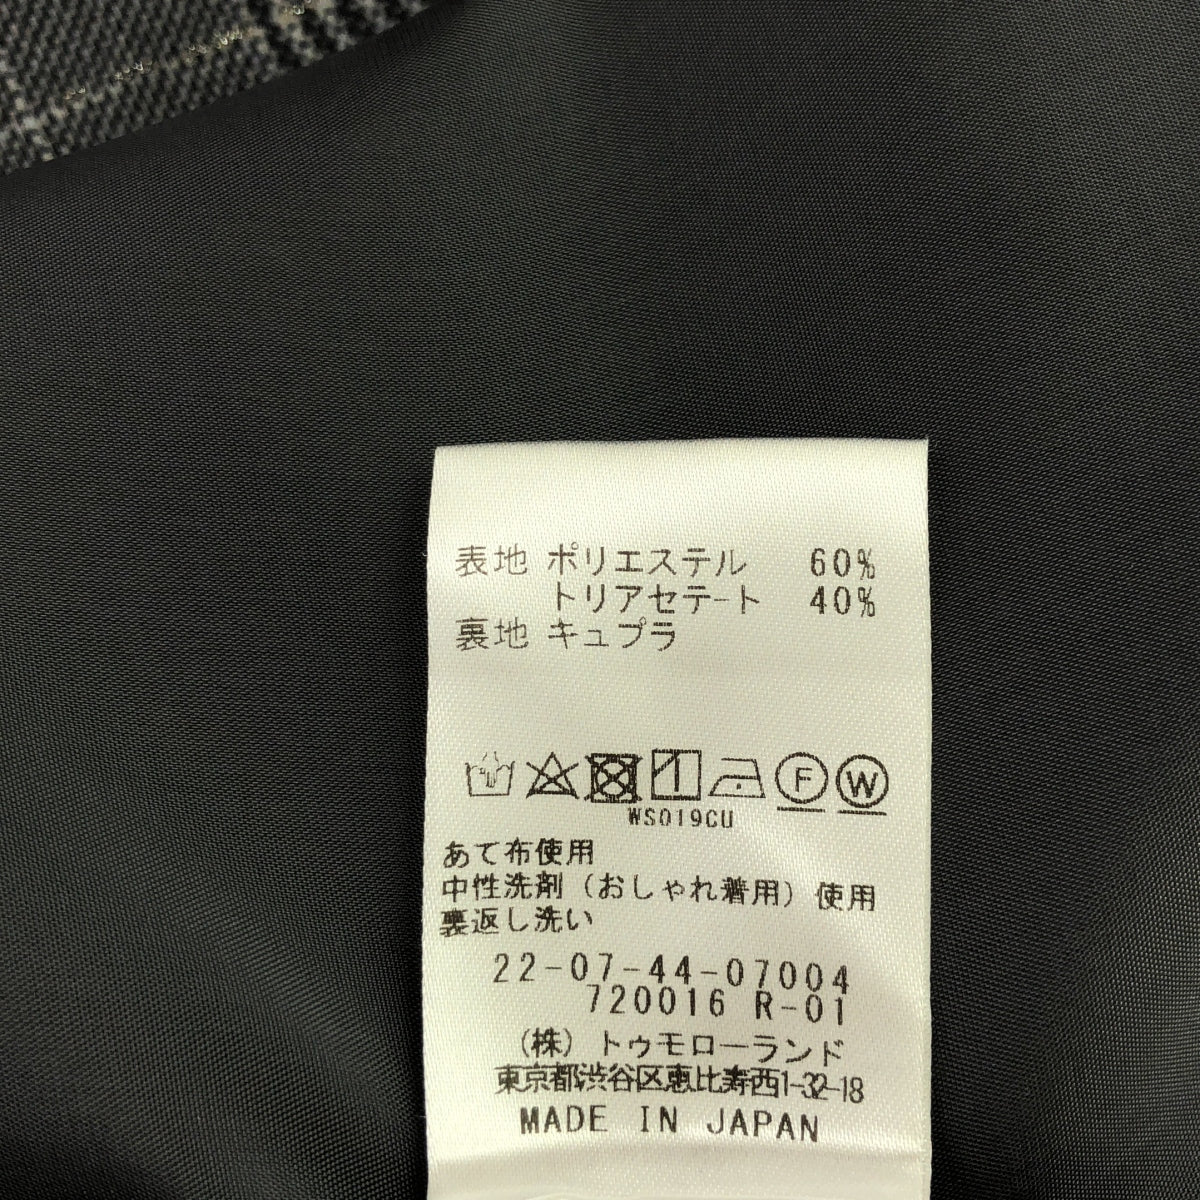 表地 ポリエステル 60%
トリアセテート 40%
裏地 キュプラ
F W
WS019CU
あて布使用
中性洗剤（おしゃれ着用）使用
裏返し洗い
22-07-44-07004
720016 R-01
（株）トゥモローランド
東京都渋谷区恵比寿西1-32-18
MADE IN JAPAN